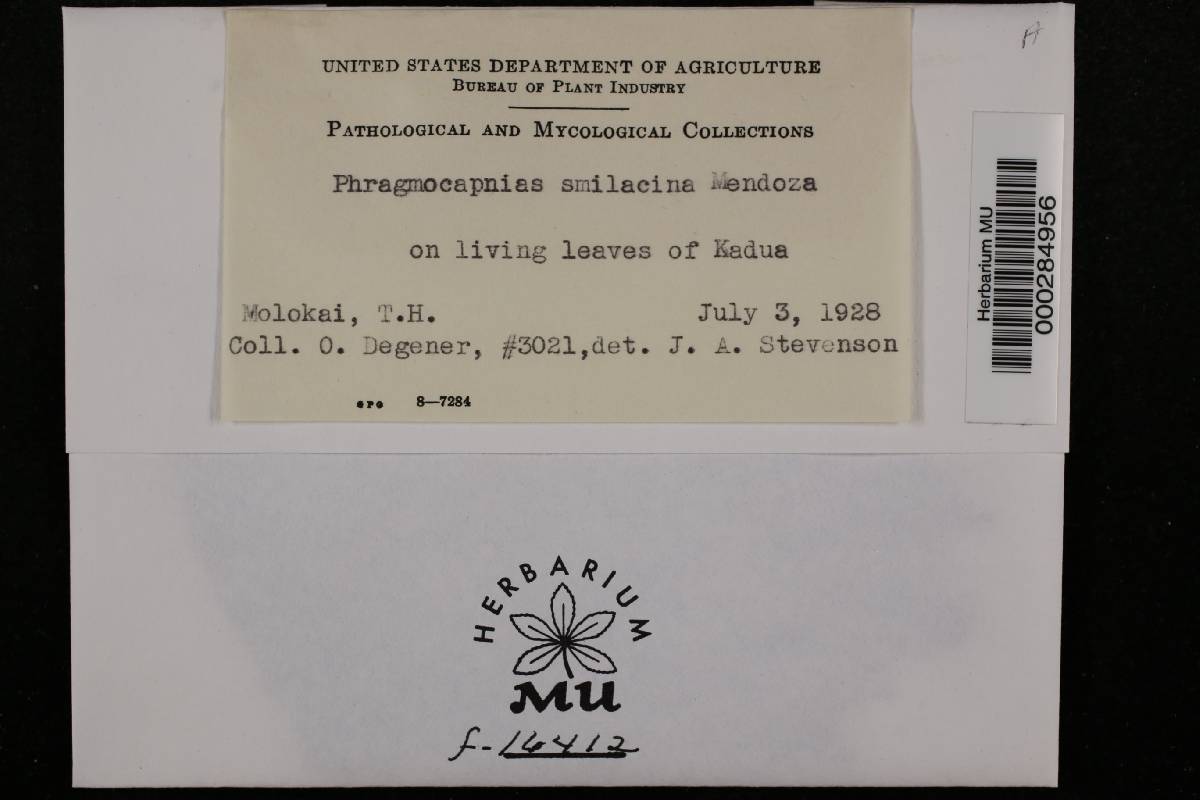 A
UNITED STATES DEPARTMENT OF AGRICULTURE
BUREAU OF PLANT INDUSTRY
PATHOLOGICAL AND MYCOLOGICAL COLLECTIONS
Phragmocapnias smilacina Mendoza
on living leaves of Kadua
Molokai, T.H. July 3, 1928
Coll. O. Degener, #3021,det. J. A. Stevenson
GPO 8—7284
Herbarium MU
000284956
HERBARIUM
MU
f-16412